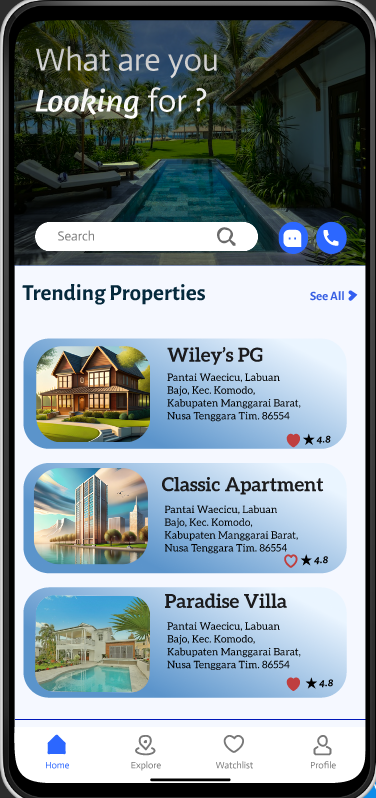 What are you
Looking for ?
Search
Trending Properties
See All
Wiley's PG
Pantai Waecicu, Labuan
Bajo, Kec. Komodo,
Kabupaten Manggarai Barat,
Nusa Tenggara Tim. 86554
4.8
Classic Apartment
Pantai Waecicu, Labuan
Bajo, Kec. Komodo,
Kabupaten Manggarai Barat,
Nusa Tenggara Tim. 86554
4.8
Paradise Villa
Pantai Waecicu, Labuan
Bajo, Kec. Komodo,
Kabupaten Manggarai Barat,
Nusa Tenggara Tim. 86554
4.8
Home Explore Watchlist Profile